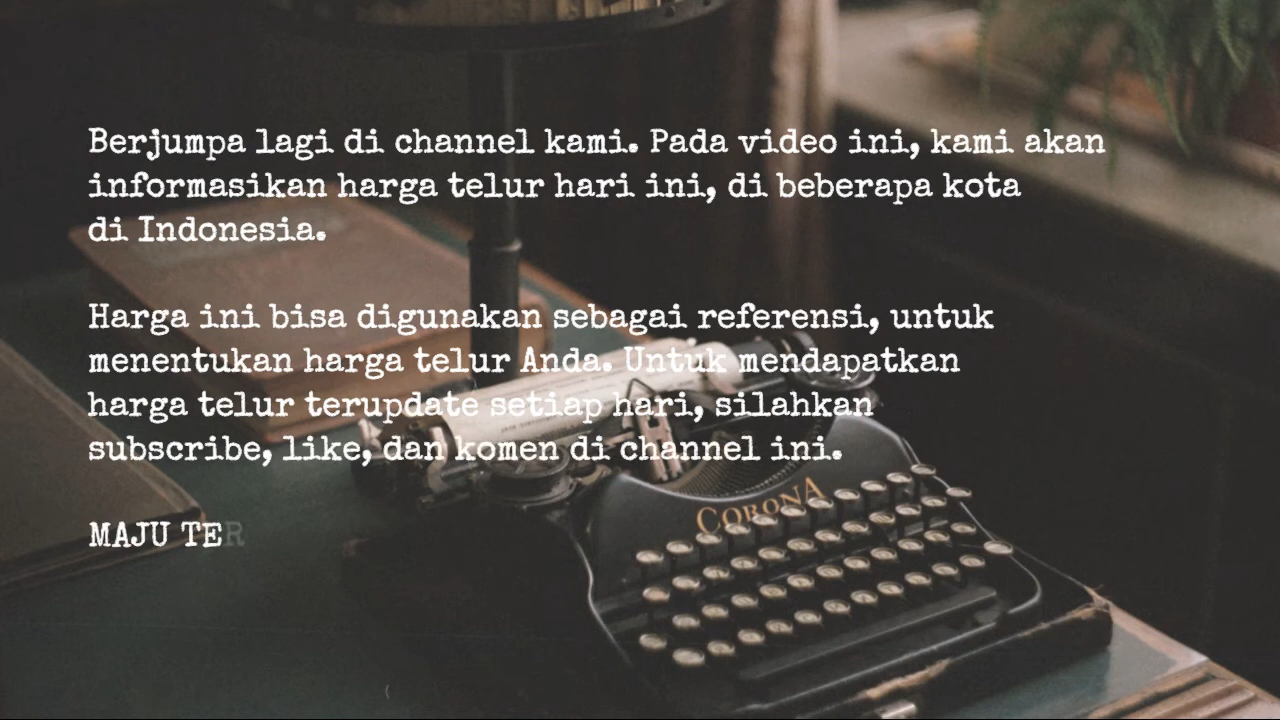 Berjumpa lagi di channel kami. Pada video ini, kami akan
informasikan harga telur hari ini, di beberapa kota
di Indonesia.
Harga ini bisa digunakan sebagai referensi, untuk
menentukan harga telur Anda. Untuk mendapatkan
harga telur terupdate setiap hari, silahkan
subscribe, like, dan komen di channel ini.
CORONA
MAJU TER